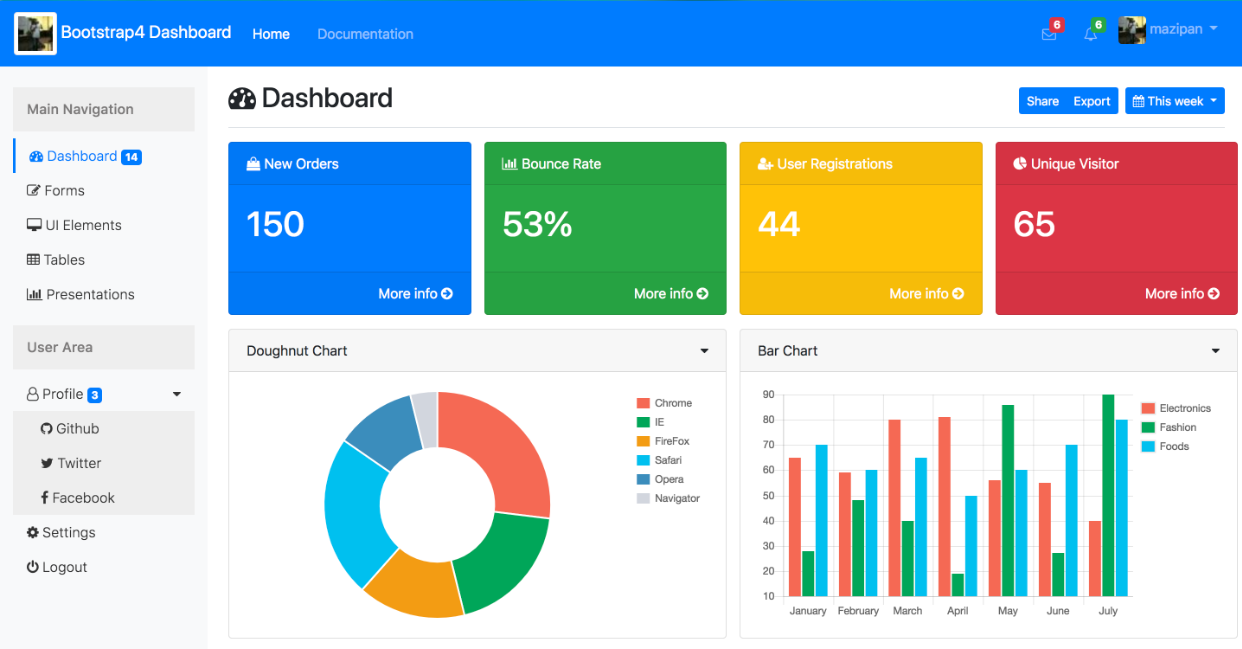 Bootstrap4 Dashboard Home Documentation 6 6 mazipan
Main Navigation
Dashboard 14
Forms
UI Elements
Tables
Presentations
User Area
Profile 3
Github
Twitter
Facebook
Settings
Logout
Dashboard Share Export This week
New Orders
150
More info
Bounce Rate
53%
More info
User Registrations
44
More info
Unique Visitor
65
More info
Doughnut Chart
Chrome
IE
FireFox
Safari
Opera
Navigator
Bar Chart
90
80
70
60
50
40
30
20
10
January February March April May June July
Electronics
Fashion
Foods